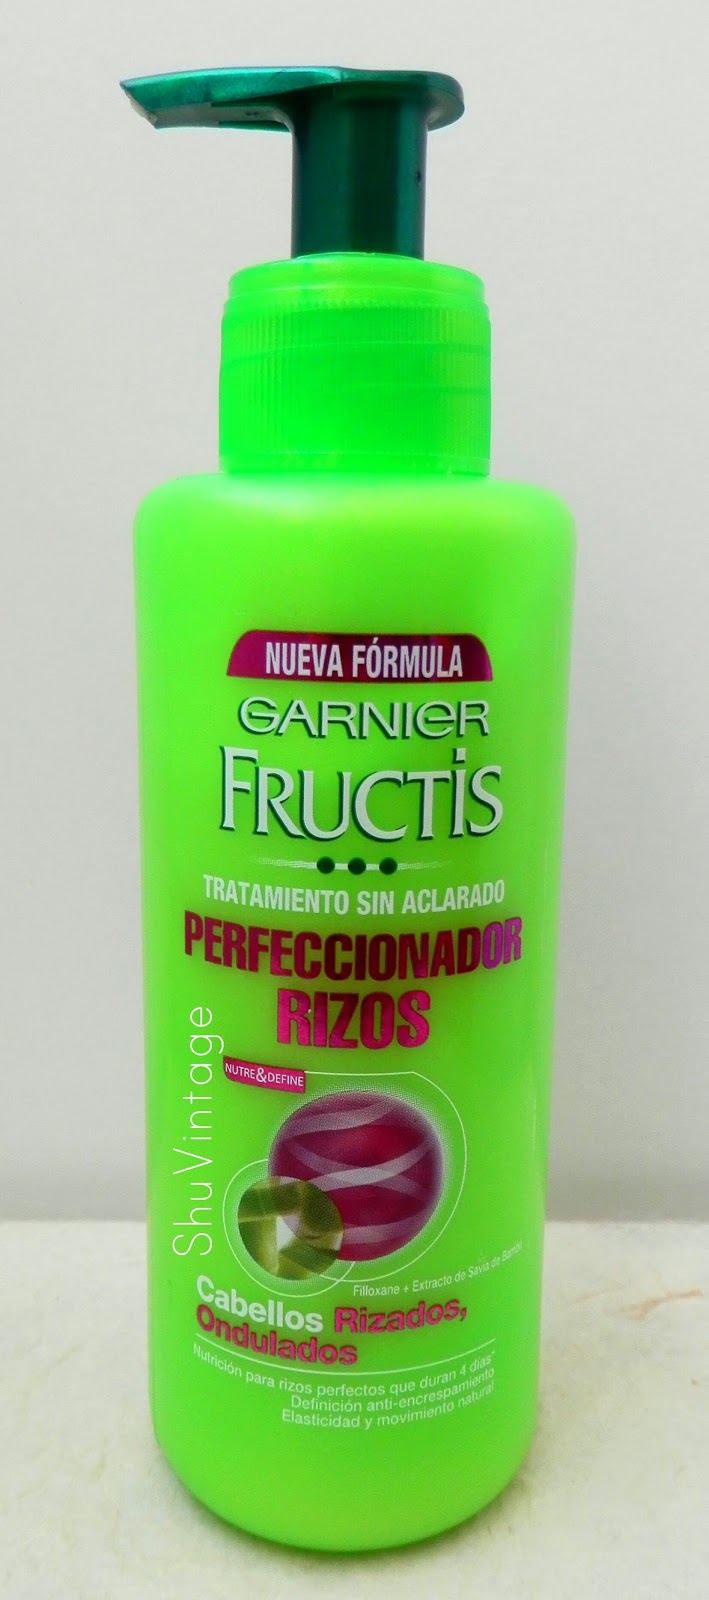 NUEVA FÓRMULA
GARNIER
FRUCTIS
TRATAMIENTO SIN ACLARADO
PERFECCIONADOR
RIZOS
NUTRE&DEFINE
ShuVintage
Filloxane + Extracto de Savia de Bambú
Cabellos Rizados,
Ondulados
Nutrición para rizos perfectos que duran 4 días*
Definición anti-encrespamiento
Elasticidad y movimiento natural